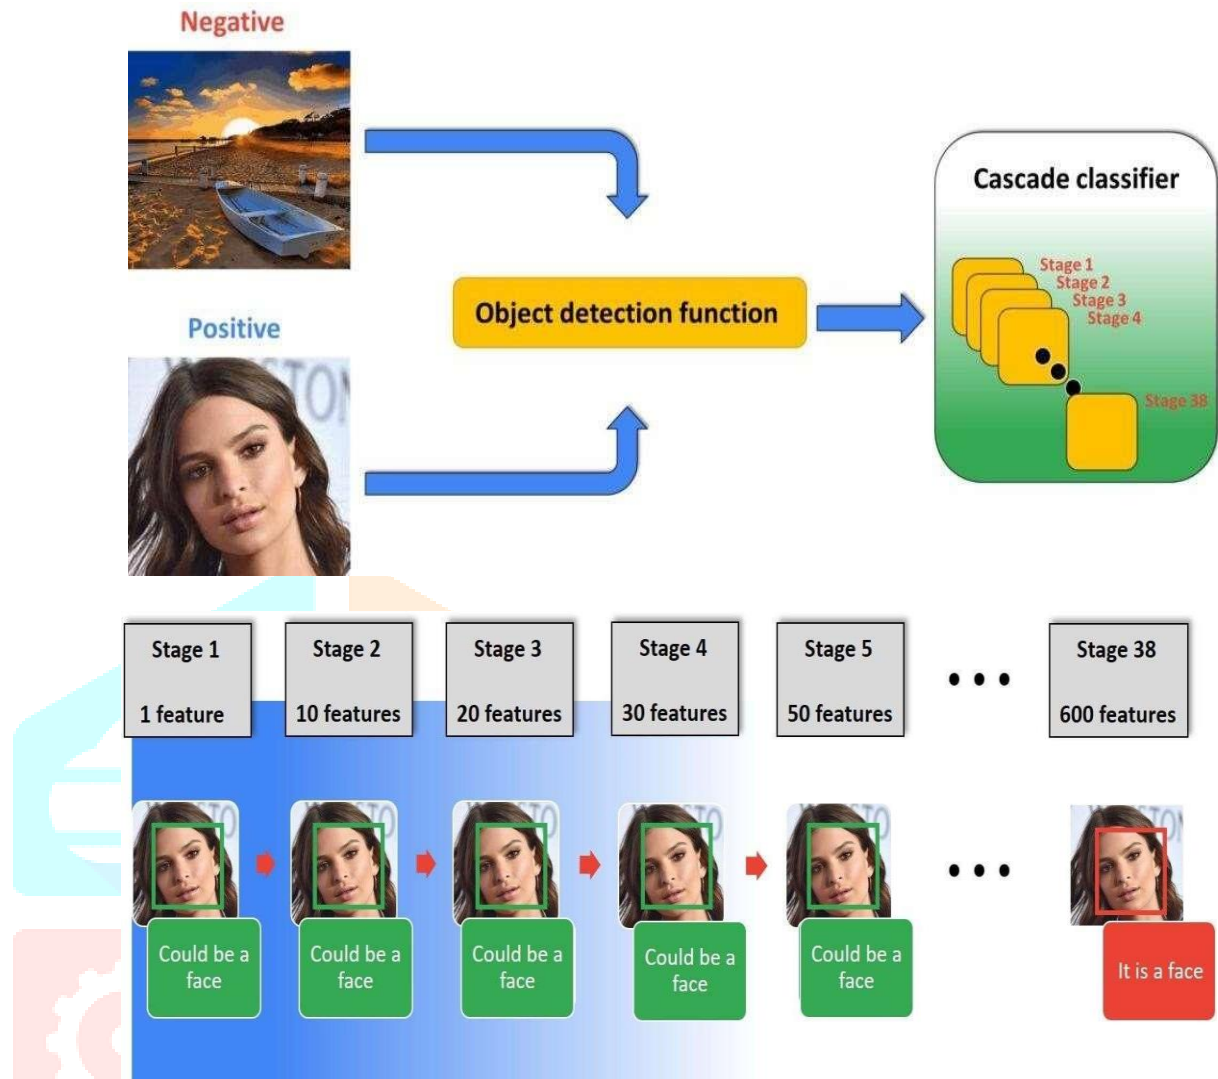 Negative
Cascade classifier
Stage 1
Stage 2
Stage 3
Stage 4
Object detection function
Positive
Stage 38
Stage 1
1 feature
Stage 2
10 features
Stage 3
20 features
Stage 4
30 features
Stage 5
50 features
Stage 38
600 features
Could be a
face
Could be a
face
Could be a
face
Could be a
face
Could be a
face
It is a face